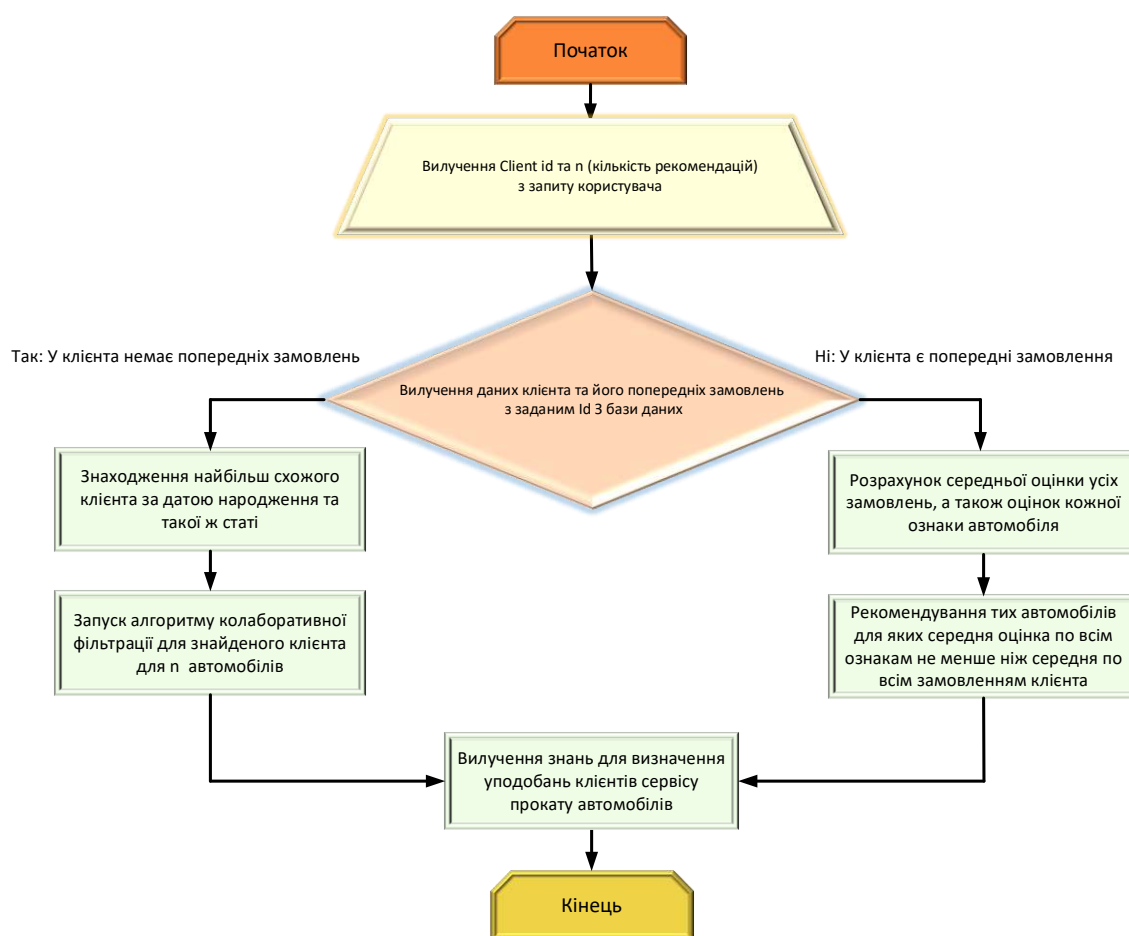 Початок
Вилучення Client id та n (кількість рекомендацій)
з запиту користувача
Так: У клієнта немає попередніх замовлень
Ні: У клієнта є попередні замовлення
Вилучення даних клієнта та його попередніх замовлень
з заданим Id З бази даних
Знаходження найбільш схожого
клієнта за датою народження та
такої ж статі
Розрахунок середньої оцінки усіх
замовлень, а також оцінок кожної
ознаки автомобіля
Запуск алгоритму колаборативної
фільтрації для знайденого клієнта
для n автомобілів
Рекомендування тих автомобілів
для яких середня оцінка по всім
ознакам не менше ніж середня по
всім замовленням клієнта
Вилучення знань для визначення
уподобань клієнтів сервісу
прокату автомобілів
Кінець